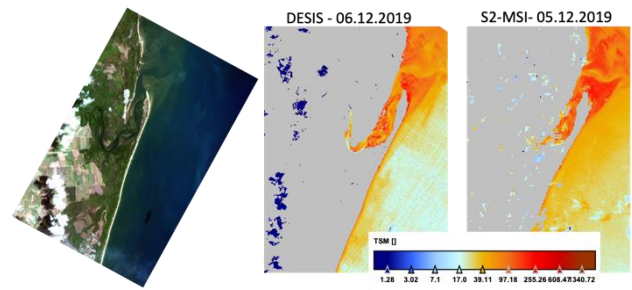 DESIS - 06.12.2019
S2-MSI- 05.12.2019
TSM []
1.28 3.02 7.1 17.0 39.11 97.18 255.26 608.47 1340.72